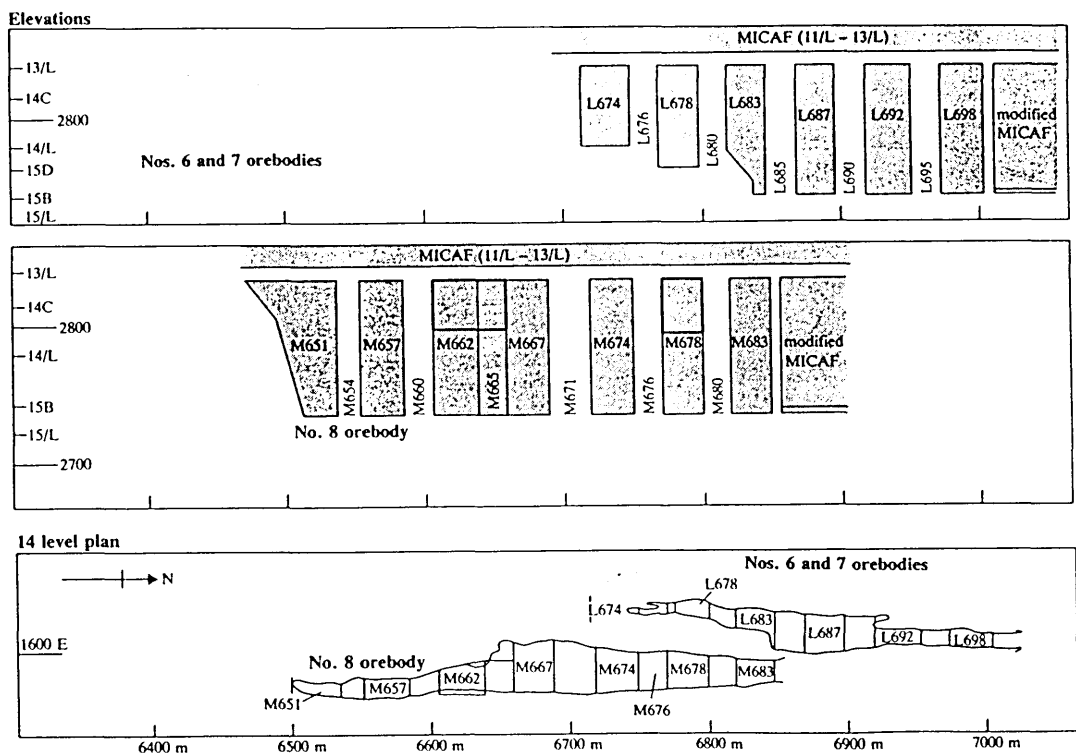 Elevations
MICAF (11/L – 13/L)
13/L
14C
2800
14/L
15D
15B
15/L
Nos. 6 and 7 orebodies
L674
L676
L678
L680
L683
L685
L687
L690
L692
L695
L698
modified
MICAF
MICAF (11/L – 13/L)
13/L
14C
2800
14/L
15B
15/L
2700
M651
M654
M657
M660
M662
M665
M667
M671
M674
M676
M678
M680
M683
modified
MICAF
No. 8 orebody
14 level plan
N
Nos. 6 and 7 orebodies
L678
L674
L683
L687
L692
L698
1600 E
No. 8 orebody
M667
M662
M674
M678
M683
M657
M651
M676
6400 m
6500 m
6600 m
6700 m
6800 m
6900 m
7000 m